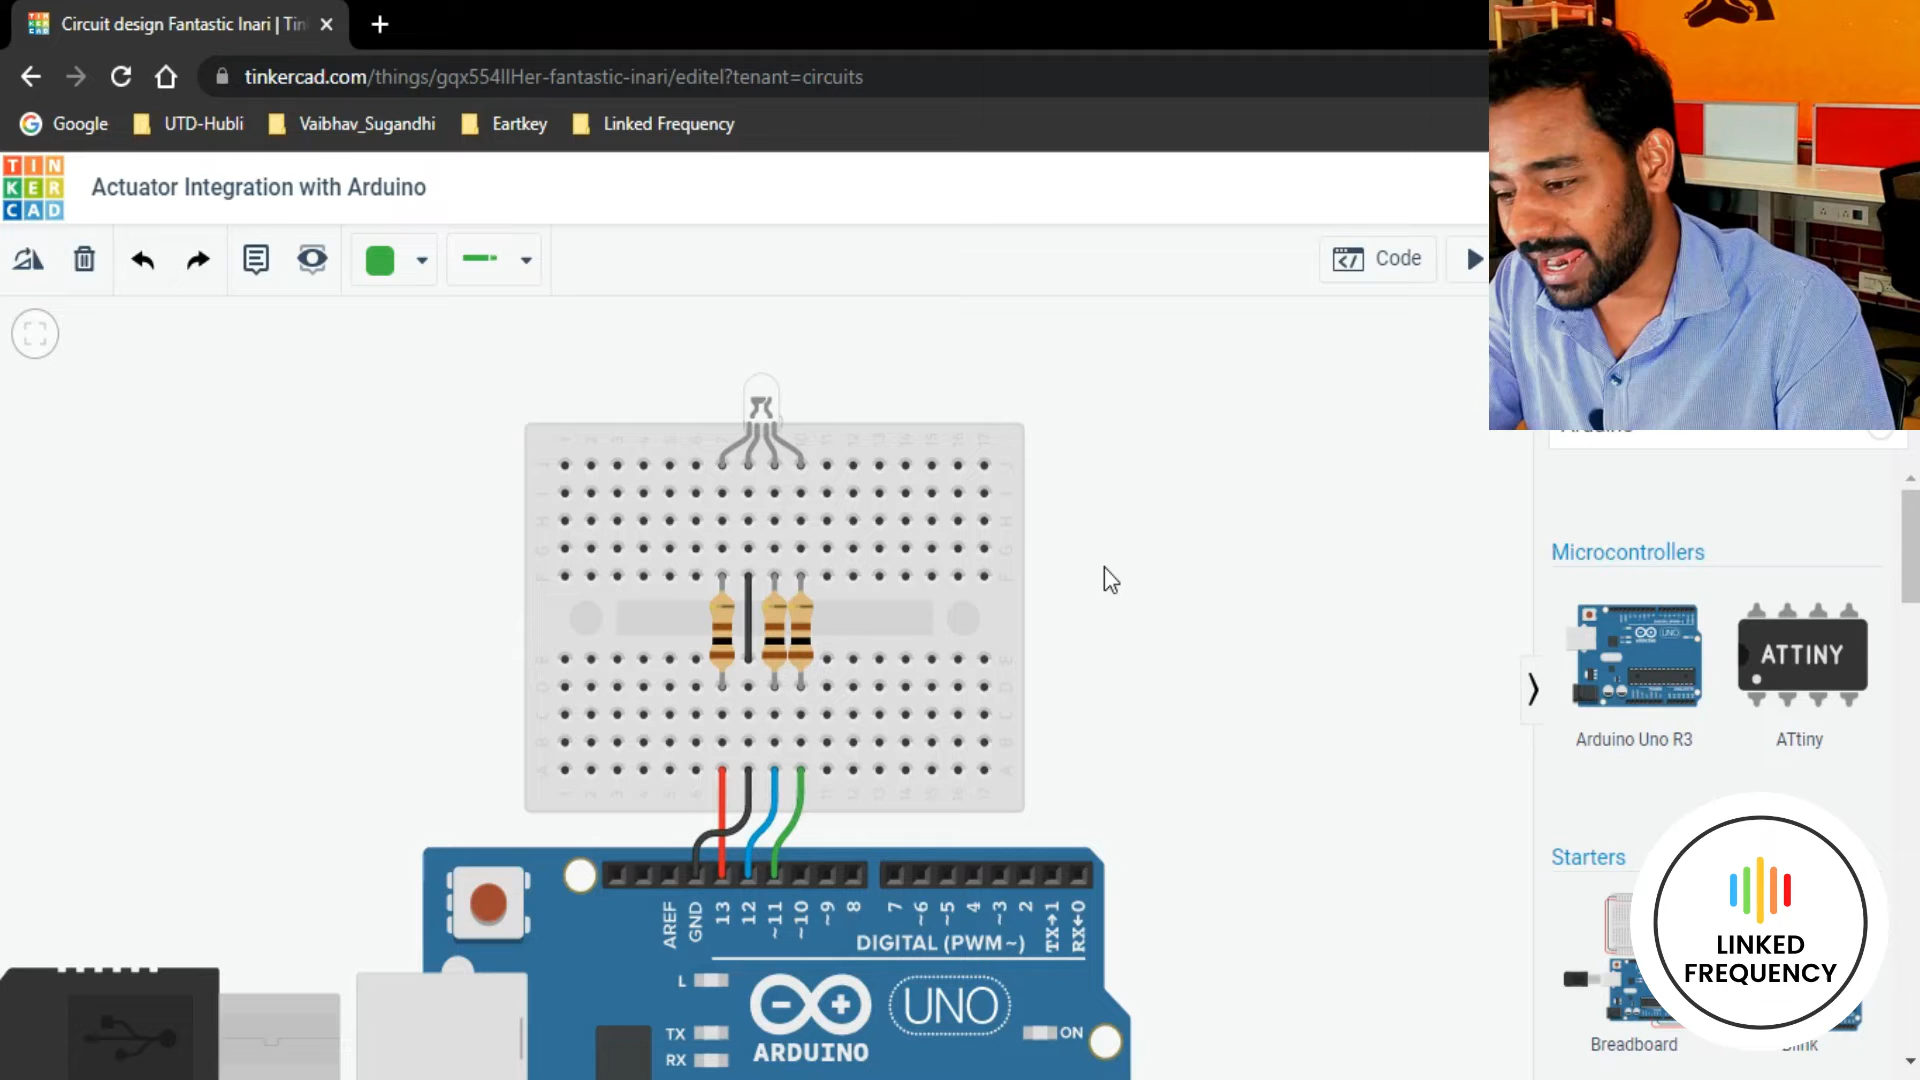 Circuit design Fantastic Inari | Tin
tinkercad.com/things/gqx554IlHer-fantastic-inari/editel?tenant=circuits
Google
UTD-Hubli
Vaibhav_Sugandhi
Eartkey
Linked Frequency
TIN
KER
CAD
Actuator Integration with Arduino
Code
Microcontrollers
ATTINY
Arduino Uno R3
ATtiny
Starters
Breadboard
AREF
GND
13
12
~11
~10
~9
8
7
~6
~5
4
~3
2
TX→1
RX←0
DIGITAL (PWM~)
L
TX
RX
UNO
ON
ARDUINO
LINKED
FREQUENCY